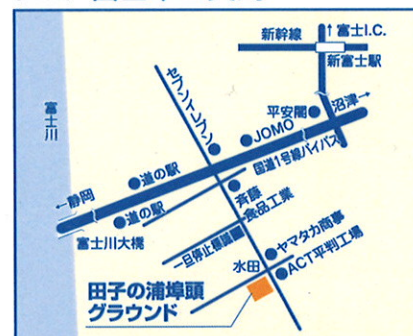 ↑富士I.C.
新幹線
新富士駅
富士川
セブンイレブン
平安閣
沼津→
JOMO
国道1号線バイパス
道の駅
←静岡
道の駅
斉藤
食品工業
富士川大橋
一旦停止標識
ヤマタカ商事
水田
ACT平判工場
田子の浦埠頭
グラウンド